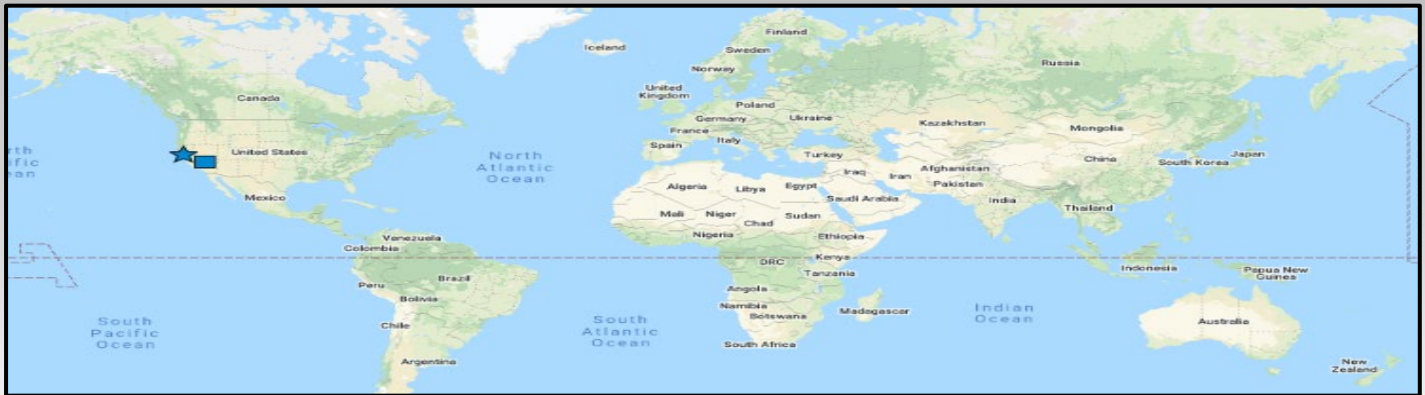 Finland
Iceland
Sweden
Russia
Norway
United
Kingdom
Canada
Poland
Germany
Ukraine
Kazakhstan
Mongolia
France
Italy
Spain
United States
North
Atlantic
Ocean
Turkey
China
South Korea
Japan
Afghanistan
Iraq
Iran
Pakistan
Algeria
Libya
Egypt
Saudi Arabia
India
Mexico
Mali
Niger
Chad
Sudan
Thailand
Nigeria
Ethiopia
Venezuela
Colombia
DRC
Kenya
Indonesia
Papua New
Guinea
Tanzania
Brazil
Peru
Angola
Bolivia
Namibia
Botswana
Madagascar
Indian
Ocean
South
Pacific
Ocean
Chile
South
Atlantic
Ocean
Australia
South Africa
Argentina
New
Zealand